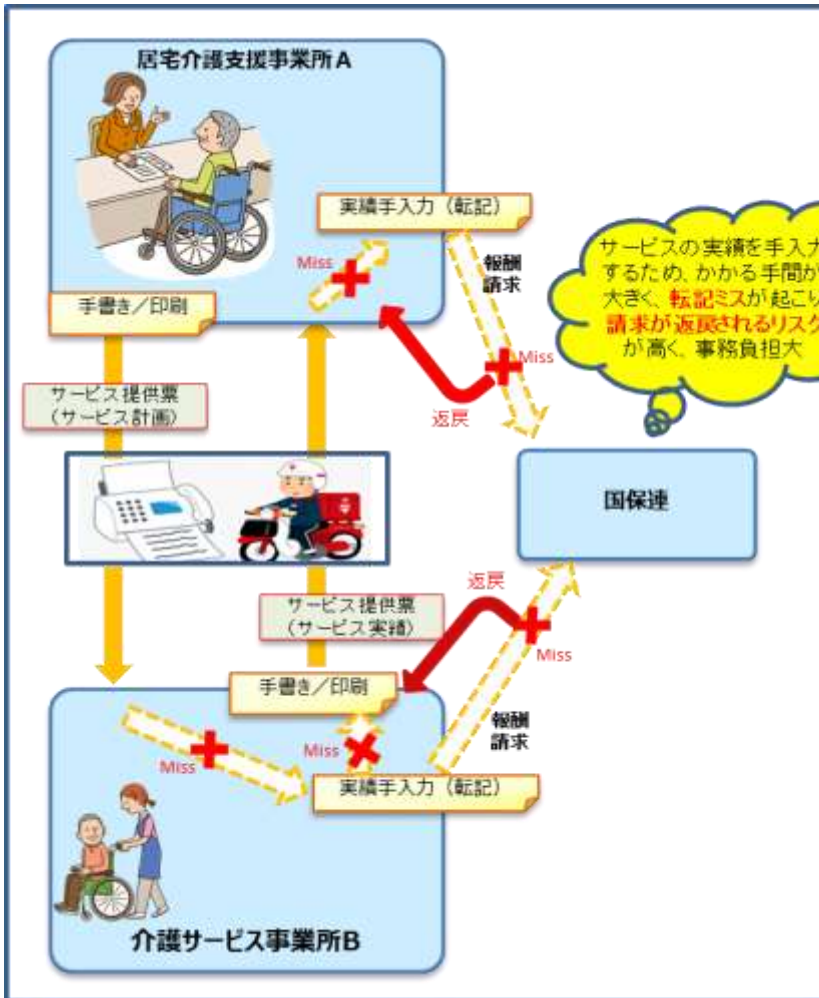 居宅介護支援事業所A
実績手入力(転記)
Miss
報酬
請求
サービスの実績を手入力
するため、かかる手間が
大きく、転記ミスが起こり
請求が返戻されるリスク
が高く、事務負担大
手書き/印刷
Miss
返戻
サービス提供票
(サービス計画)
国保連
返戻
サービス提供票
(サービス実績)
Miss
手書き/印刷
報酬
請求
Miss
Miss
実績手入力(転記)
介護サービス事業所B